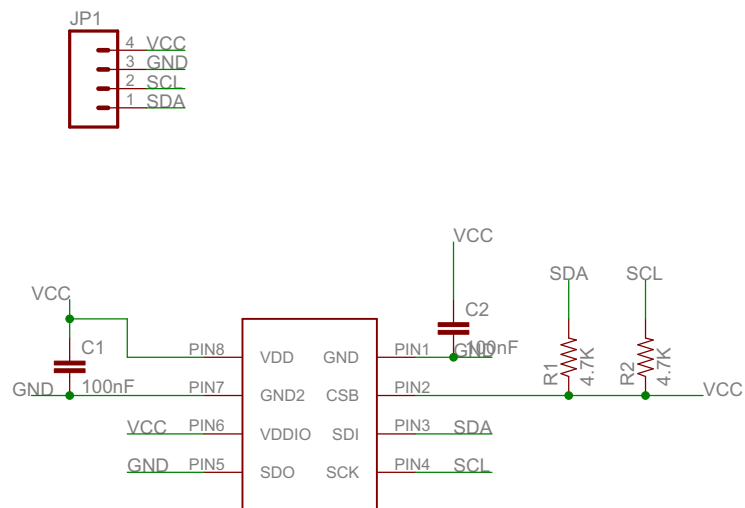 JP1
4 VCC
3 GND
2 SCL
1 SDA
VCC
SDA SCL
VCC
C2
100nF
GND
C1
100nF
GND
R1
4.7K
R2
4.7K
VCC
PIN8 VDD GND PIN1
PIN7 GND2 CSB PIN2
VCC PIN6 VDDIO SDI PIN3 SDA
GND PIN5 SDO SCK PIN4 SCL